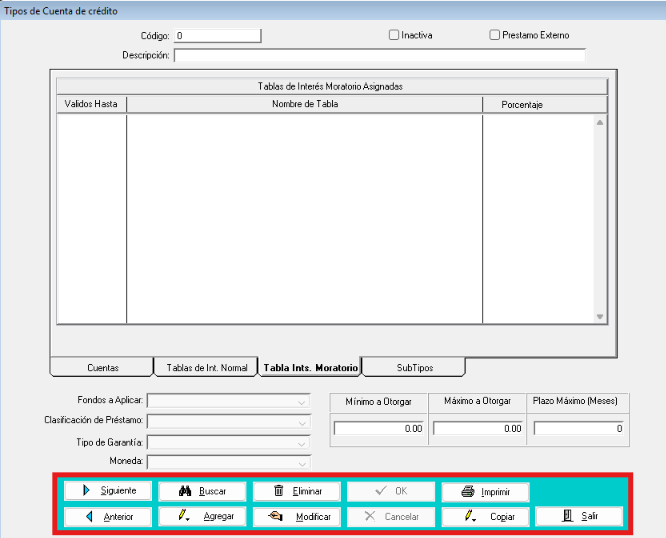 Tipos de Cuenta de crédito
Código: 0 Inactiva Prestamo Externo
Descripción:
Tablas de Interés Moratorio Asignadas
Validos Hasta Nombre de Tabla Porcentaje
Cuentas Tablas de Int. Normal Tabla Ints. Moratorio SubTipos
Fondos a Aplicar: Mínimo a Otorgar Máximo a Otorgar Plazo Máximo (Meses)
Clasificación de Préstamo: 0.00 0.00 0
Tipo de Garantía:
Moneda:
Siguiente Buscar Eliminar OK Imprimir
Anterior Agregar Modificar Cancelar Copiar Salir